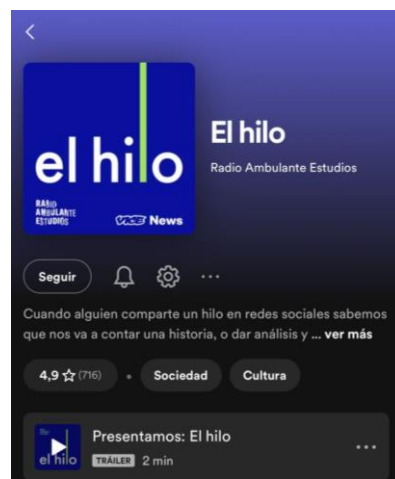 el hilo
RADIO
AMBULANTE
ESTUDIOS
VICE News
El hilo
Radio Ambulante Estudios
Seguir
Cuando alguien comparte un hilo en redes sociales sabemos
que nos va a contar una historia, o dar análisis y ... ver más
4,9 (716)
Sociedad
Cultura
el hilo
Presentamos: El hilo
TRÁILER 2 min